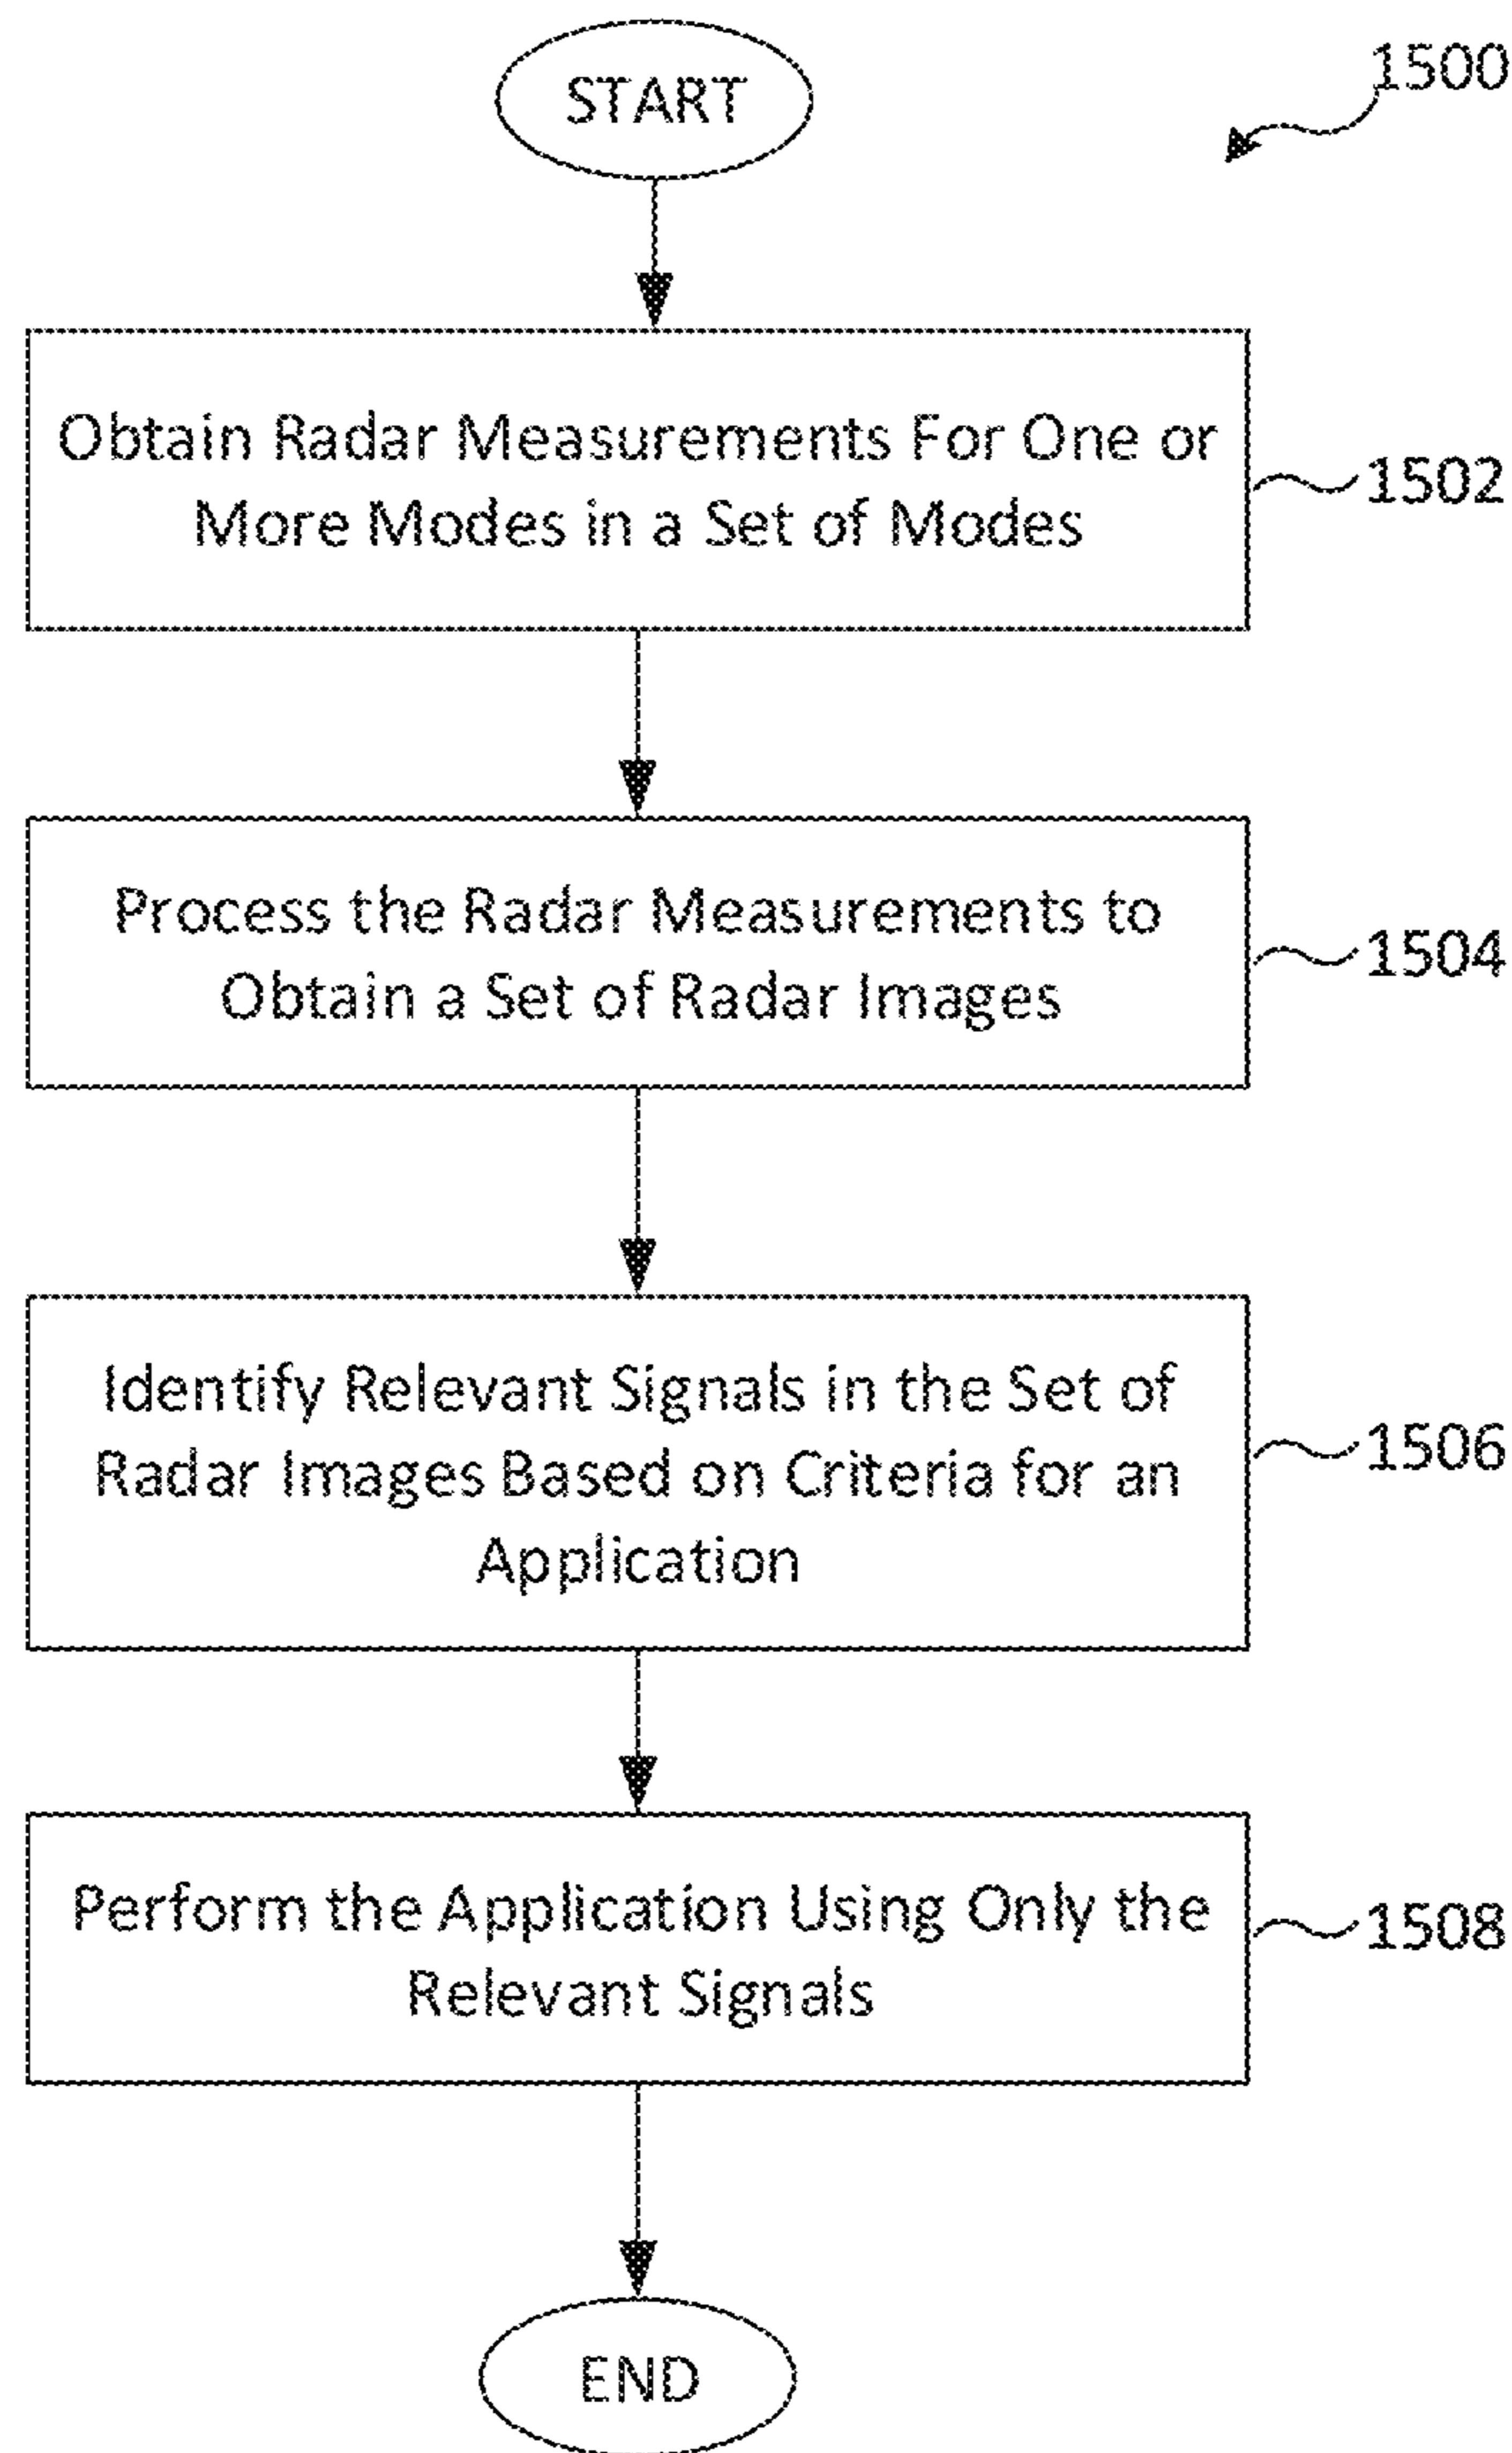 START
1500
Obtain Radar Measurements For One or
More Modes in a Set of Modes
1502
Process the Radar Measurements to
Obtain a Set of Radar Images
1504
Identify Relevant Signals in the Set of
Radar Images Based on Criteria for an
Application
1506
Perform the Application Using Only the
Relevant Signals
1508
END